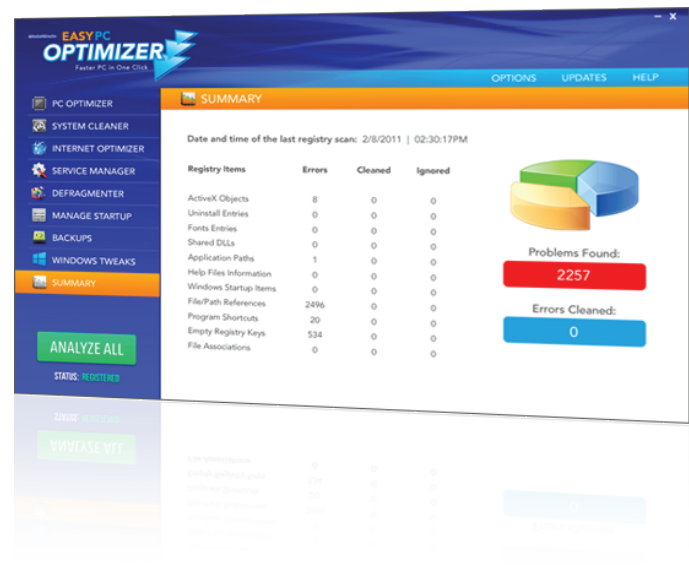 EASY PC
OPTIMIZER
Faster PC in One Click
- x
OPTIONS UPDATES HELP
PC OPTIMIZER
SYSTEM CLEANER
INTERNET OPTIMIZER
SERVICE MANAGER
DEFRAGMENTER
MANAGE STARTUP
BACKUPS
WINDOWS TWEAKS
SUMMARY
ANALYZE ALL
STATUS: REGISTERED
SUMMARY
Date and time of the last registry scan: 2/8/2011 | 02:30:17PM
Registry Items Errors Cleaned Ignored
ActiveX Objects 8 0 0
Uninstall Entries 0 0 0
Fonts Entries 0 0 0
Shared DLLs 0 0 0
Application Paths 1 0 0
Help Files Information 0 0 0
Windows Startup Items 0 0 0
File/Path References 2496 0 0
Program Shortcuts 20 0 0
Empty Registry Keys 534 0 0
File Associations 0 0 0
Problems Found:
2257
Errors Cleaned:
0